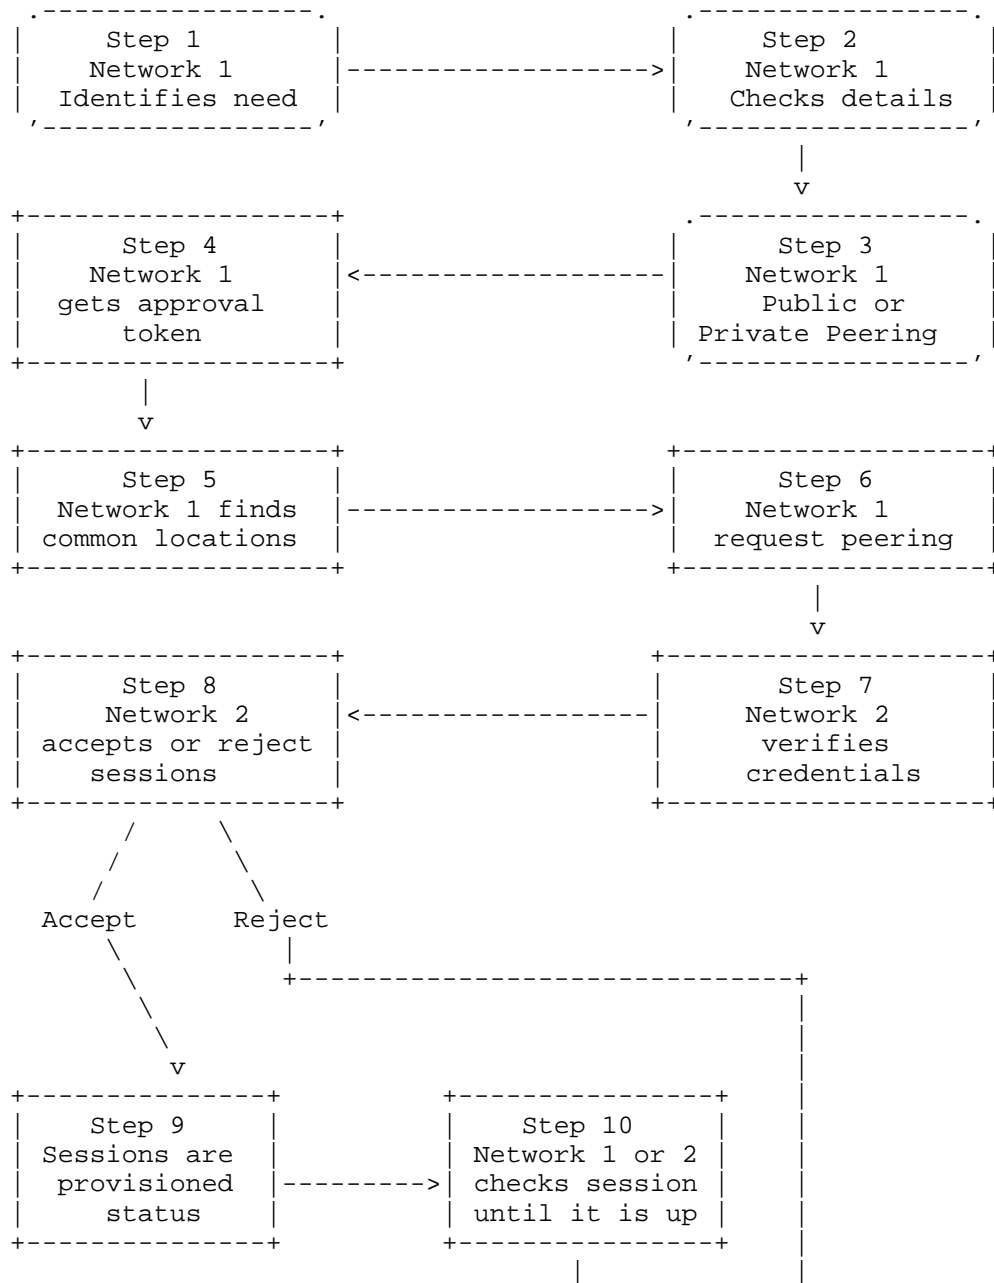 Step 1
Network 1
Identifies need
Step 2
Network 1
Checks details
Step 4
Network 1
gets approval
token
Step 3
Network 1
Public or
Private Peering
Step 5
Network 1 finds
common locations
Step 6
Network 1
request peering
Step 8
Network 2
accepts or reject
sessions
Step 7
Network 2
verifies
credentials
Accept
Reject
Step 9
Sessions are
provisioned
status
Step 10
Network 1 or 2
checks session
until it is up